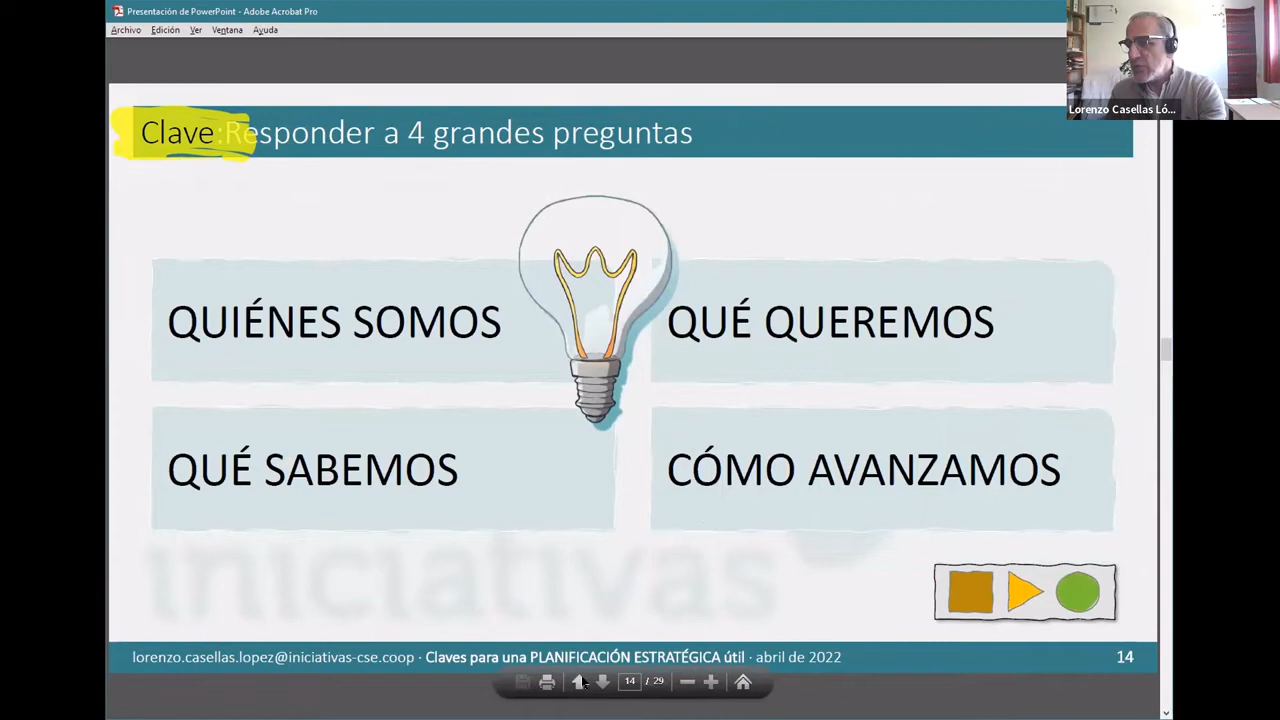 Presentación de PowerPoint - Adobe Acrobat Pro
Archivo Edición Ver Ventana Ayuda
Lorenzo Casellas Ló...
Clave: Responder a 4 grandes preguntas
QUIÉNES SOMOS
QUÉ QUEREMOS
QUÉ SABEMOS
CÓMO AVANZAMOS
iniciativas
lorenzo.casellas.lopez@iniciativas-cse.coop · Claves para una PLANIFICACIÓN ESTRATÉGICA útil · abril de 2022 14
14 / 29